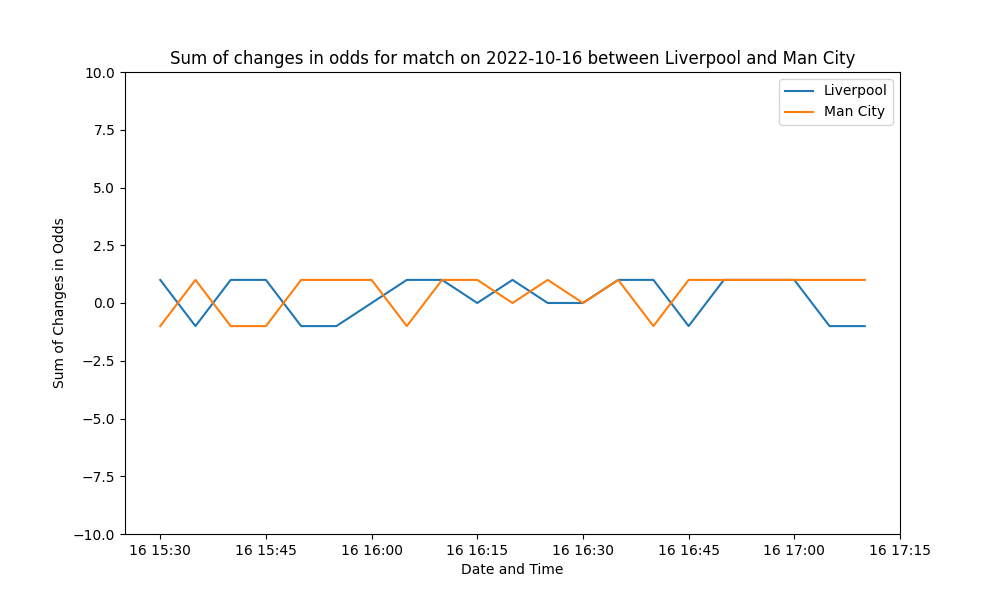 Sum of changes in odds for match on 2022-10-16 between Liverpool and Man City
10.0
7.5
5.0
2.5
0.0
−2.5
−5.0
−7.5
−10.0
Sum of Changes in Odds
Liverpool
Man City
16 15:30 16 15:45 16 16:00 16 16:15 16 16:30 16 16:45 16 17:00 16 17:15
Date and Time